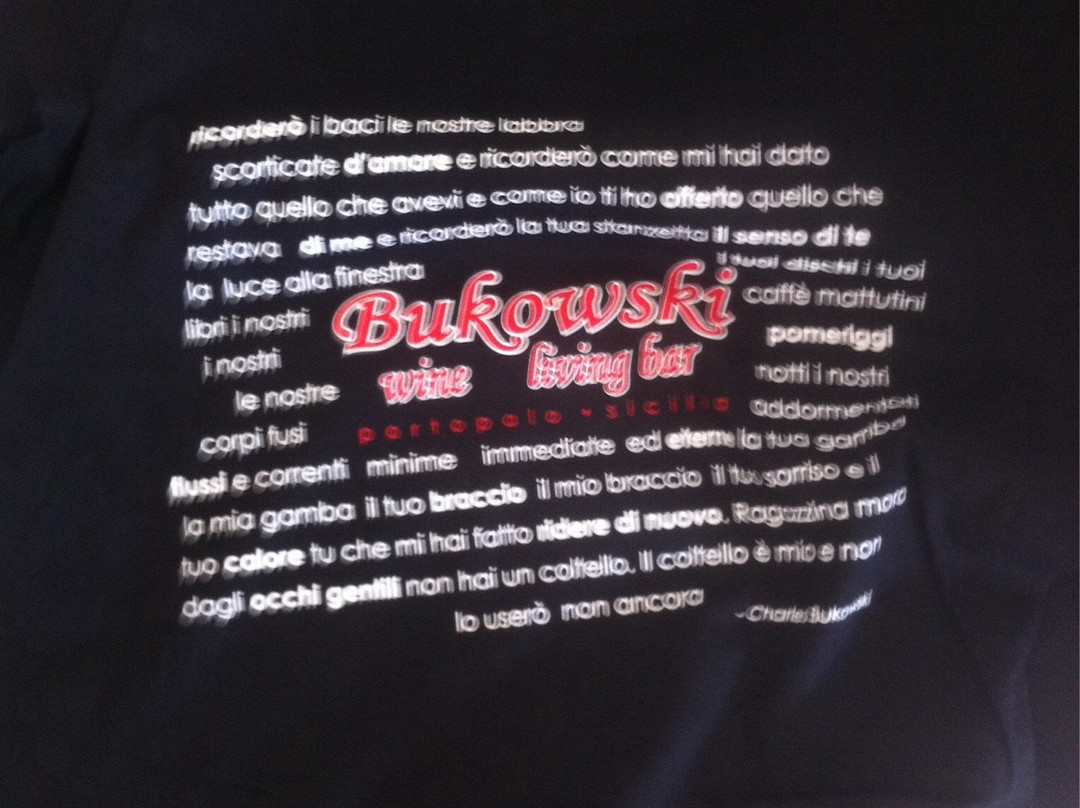 ricorderò i baci le nostre labbra
scorticate d'amore e ricorderò come mi hai dato
tutto quello che avevi e come io ti ho offerto quello che
restava di me e ricorderò la tua stanzetta il senso di te
la luce alla finestra i tuoi dischi i tuoi
libri i nostri caffè mattutini
i nostri pomeriggi
le nostre notti i nostri
corpi fusi addormentati
Bukowski
wine living bar
portopalo - sicilia
flussi e correnti minime immediate ed eterne la tua gamba
la mia gamba il tuo braccio il mio braccio il tuo sorriso e il
tuo calore tu che mi hai fatto ridere di nuovo. Ragazzina mora
dagli occhi gentili non hai un coltello. Il coltello è mio e non
lo userò non ancora
-Charles Bukowski